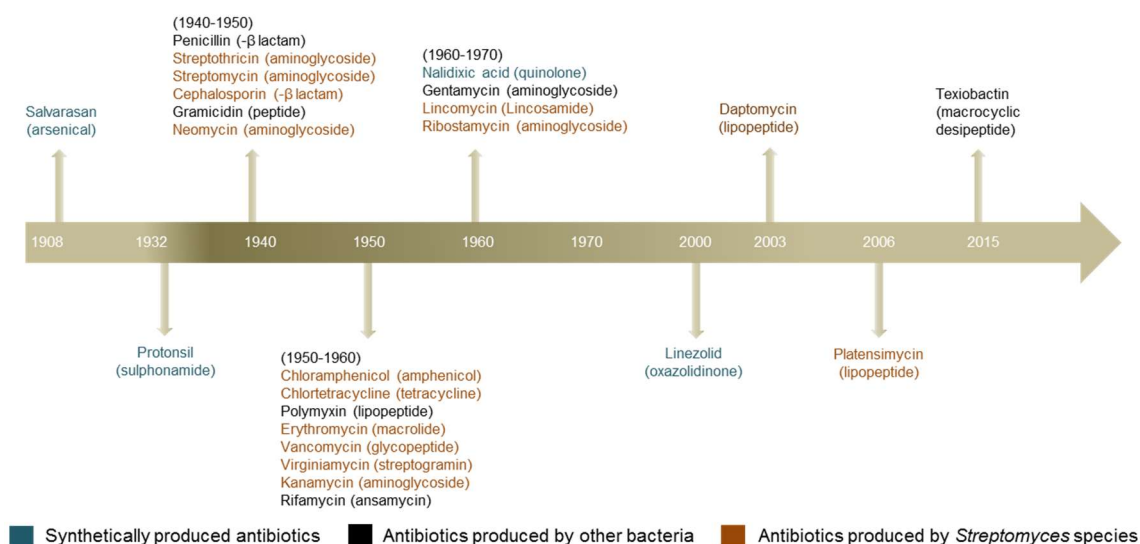 (1940-1950)
Penicillin (-β lactam)
Streptothricin (aminoglycoside)
Streptomycin (aminoglycoside)
Cephalosporin (-β lactam)
Gramicidin (peptide)
Neomycin (aminoglycoside)
(1960-1970)
Nalidixic acid (quinolone)
Gentamycin (aminoglycoside)
Lincomycin (Lincosamide)
Ribostamycin (aminoglycoside)
Salvarasan
(arsenical)
Daptomycin
(lipopeptide)
Texiobactin
(macrocyclic
desipeptide)
1908 1932 1940 1950 1960 1970 2000 2003 2006 2015
Protonsil
(sulphonamide)
(1950-1960)
Chloramphenicol (amphenicol)
Chlortetracycline (tetracycline)
Polymyxin (lipopeptide)
Erythromycin (macrolide)
Vancomycin (glycopeptide)
Virginiamycin (streptogramin)
Kanamycin (aminoglycoside)
Rifamycin (ansamycin)
Linezolid
(oxazolidinone)
Platensimycin
(lipopeptide)
Synthetically produced antibiotics Antibiotics produced by other bacteria Antibiotics produced by Streptomyces species